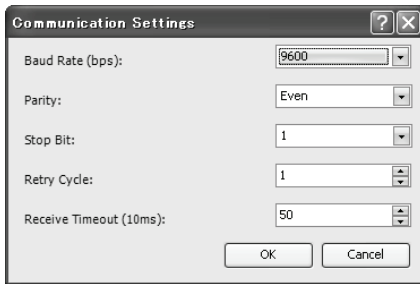 Communication Settings
Baud Rate (bps): 9600
Parity: Even
Stop Bit: 1
Retry Cycle: 1
Receive Timeout (10ms): 50
OK Cancel